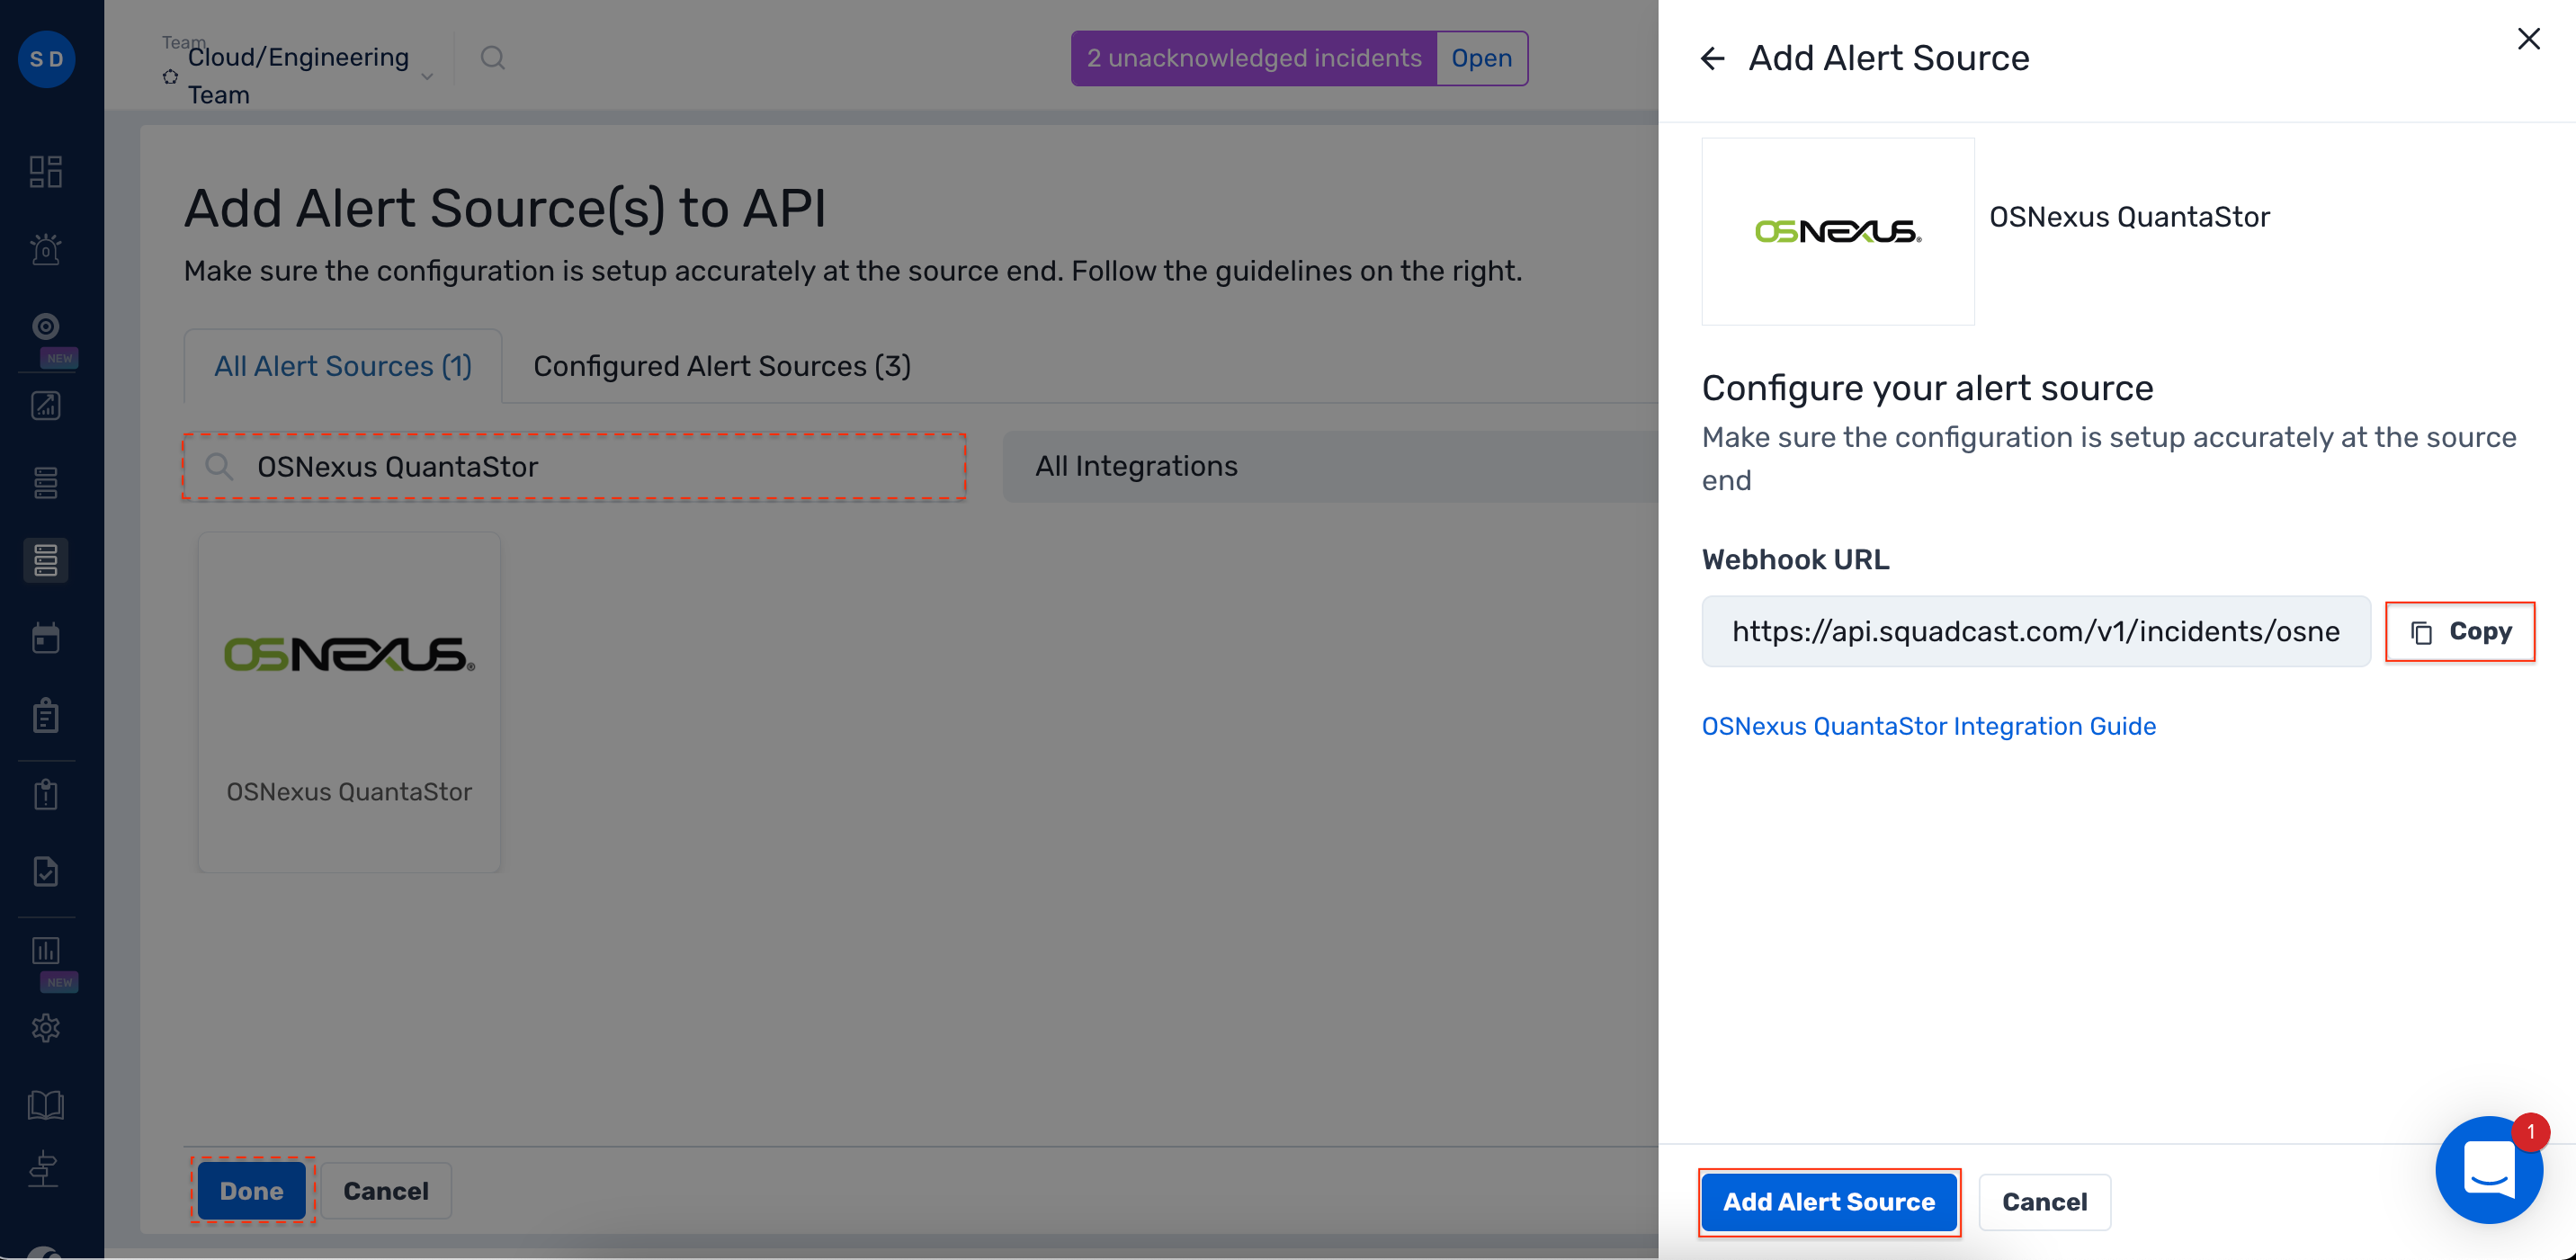 S D
Team
Cloud/Engineering
Team
2 unacknowledged incidents
Open
NEW
NEW
Add Alert Source(s) to API
Make sure the configuration is setup accurately at the source end. Follow the guidelines on the right.
All Alert Sources (1)
Configured Alert Sources (3)
OSNexus QuantaStor
All Integrations
OSNEXUS®
OSNexus QuantaStor
Done
Cancel
Add Alert Source
OSNEXUS®
OSNexus QuantaStor
Configure your alert source
Make sure the configuration is setup accurately at the source
end
Webhook URL
https://api.squadcast.com/v1/incidents/osne
Copy
OSNexus QuantaStor Integration Guide
Add Alert Source
Cancel
1